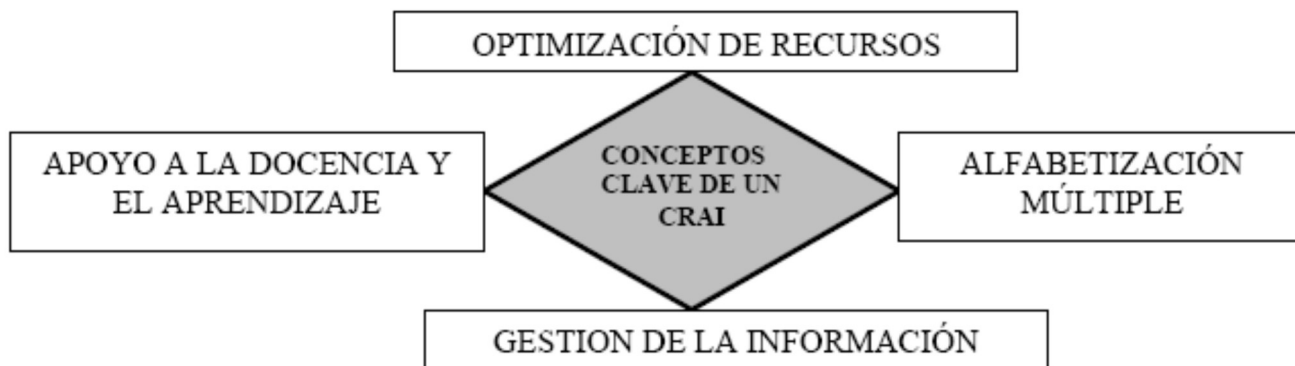 OPTIMIZACIÓN DE RECURSOS
APOYO A LA DOCENCIA Y
EL APRENDIZAJE
CONCEPTOS
CLAVE DE UN
CRAI
ALFABETIZACIÓN
MÚLTIPLE
GESTION DE LA INFORMACIÓN